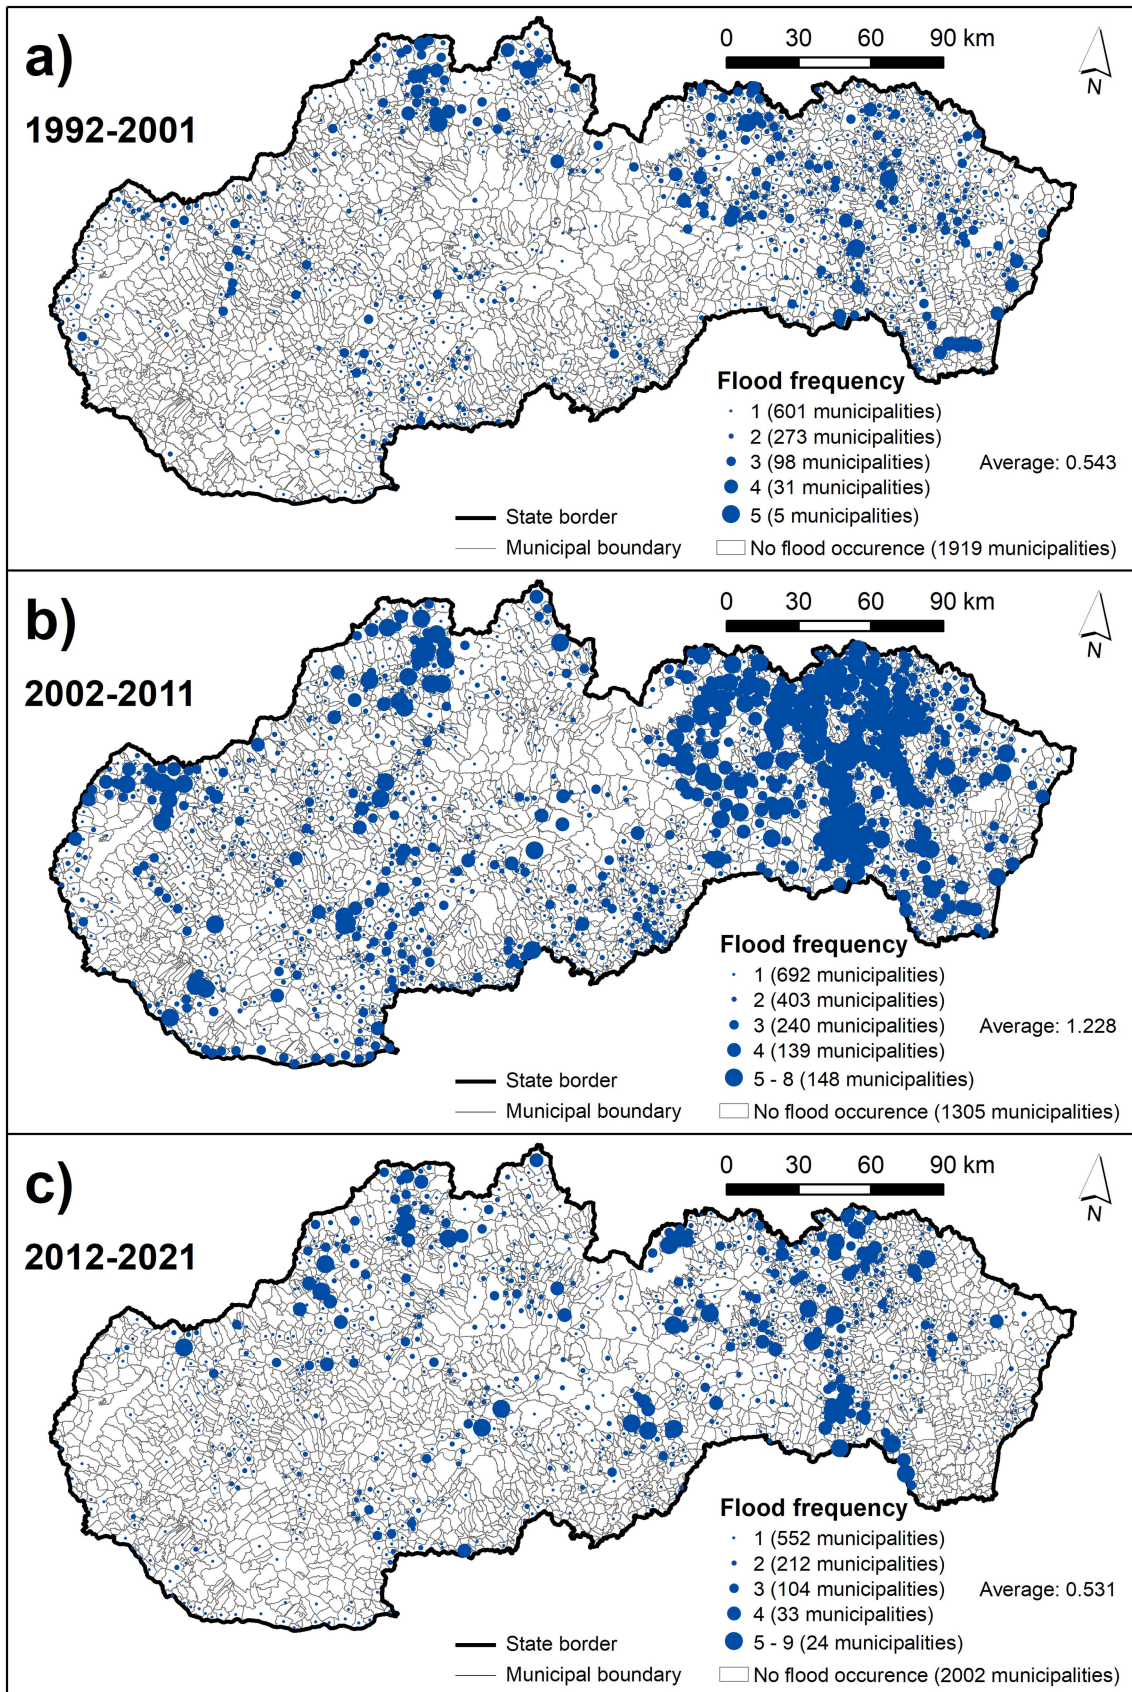 a)
1992-2001
0 30 60 90 km
N
Flood frequency
1 (601 municipalities)
2 (273 municipalities)
3 (98 municipalities)
Average: 0.543
4 (31 municipalities)
5 (5 municipalities)
State border
Municipal boundary
No flood occurence (1919 municipalities)
b)
2002-2011
0 30 60 90 km
N
Flood frequency
1 (692 municipalities)
2 (403 municipalities)
3 (240 municipalities)
Average: 1.228
4 (139 municipalities)
5 - 8 (148 municipalities)
State border
Municipal boundary
No flood occurence (1305 municipalities)
c)
2012-2021
0 30 60 90 km
N
Flood frequency
1 (552 municipalities)
2 (212 municipalities)
3 (104 municipalities)
Average: 0.531
4 (33 municipalities)
5 - 9 (24 municipalities)
State border
Municipal boundary
No flood occurence (2002 municipalities)